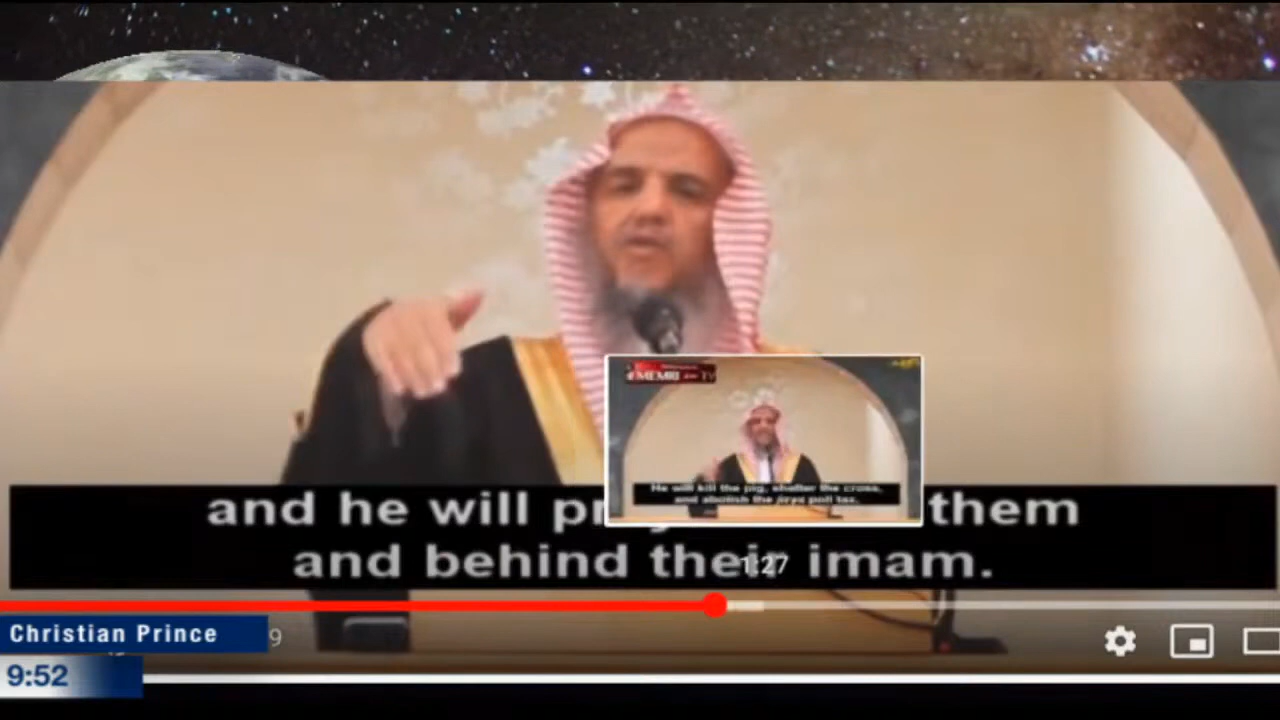 MEMRI TV
He will kill the pig, shatter the cross,
and abolish the jizya poll tax.
and he will them
and behind their imam.
1:27
Christian Prince
9
9:52